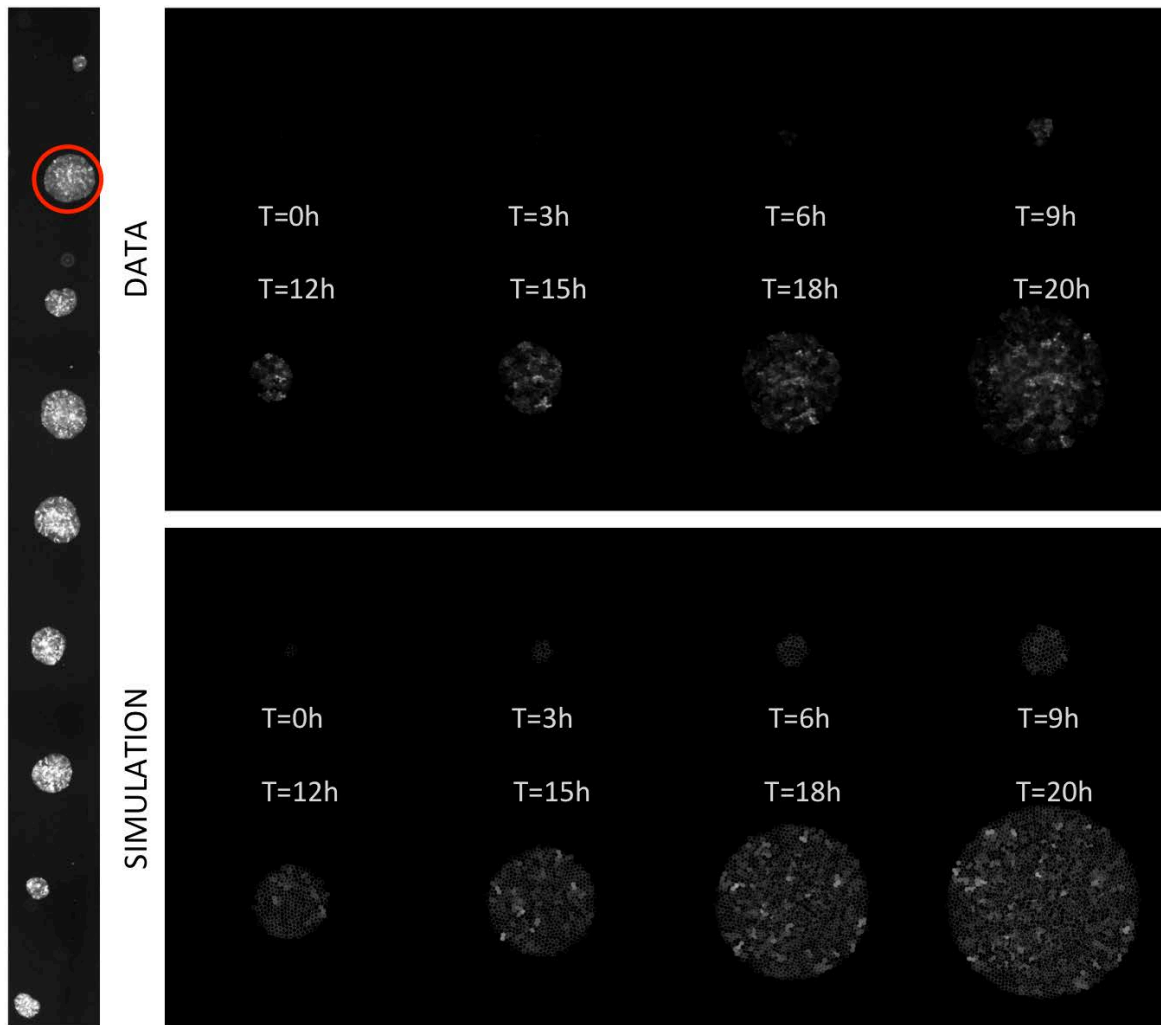 DATA
T=0h T=3h T=6h T=9h
T=12h T=15h T=18h T=20h
SIMULATION
T=0h T=3h T=6h T=9h
T=12h T=15h T=18h T=20h